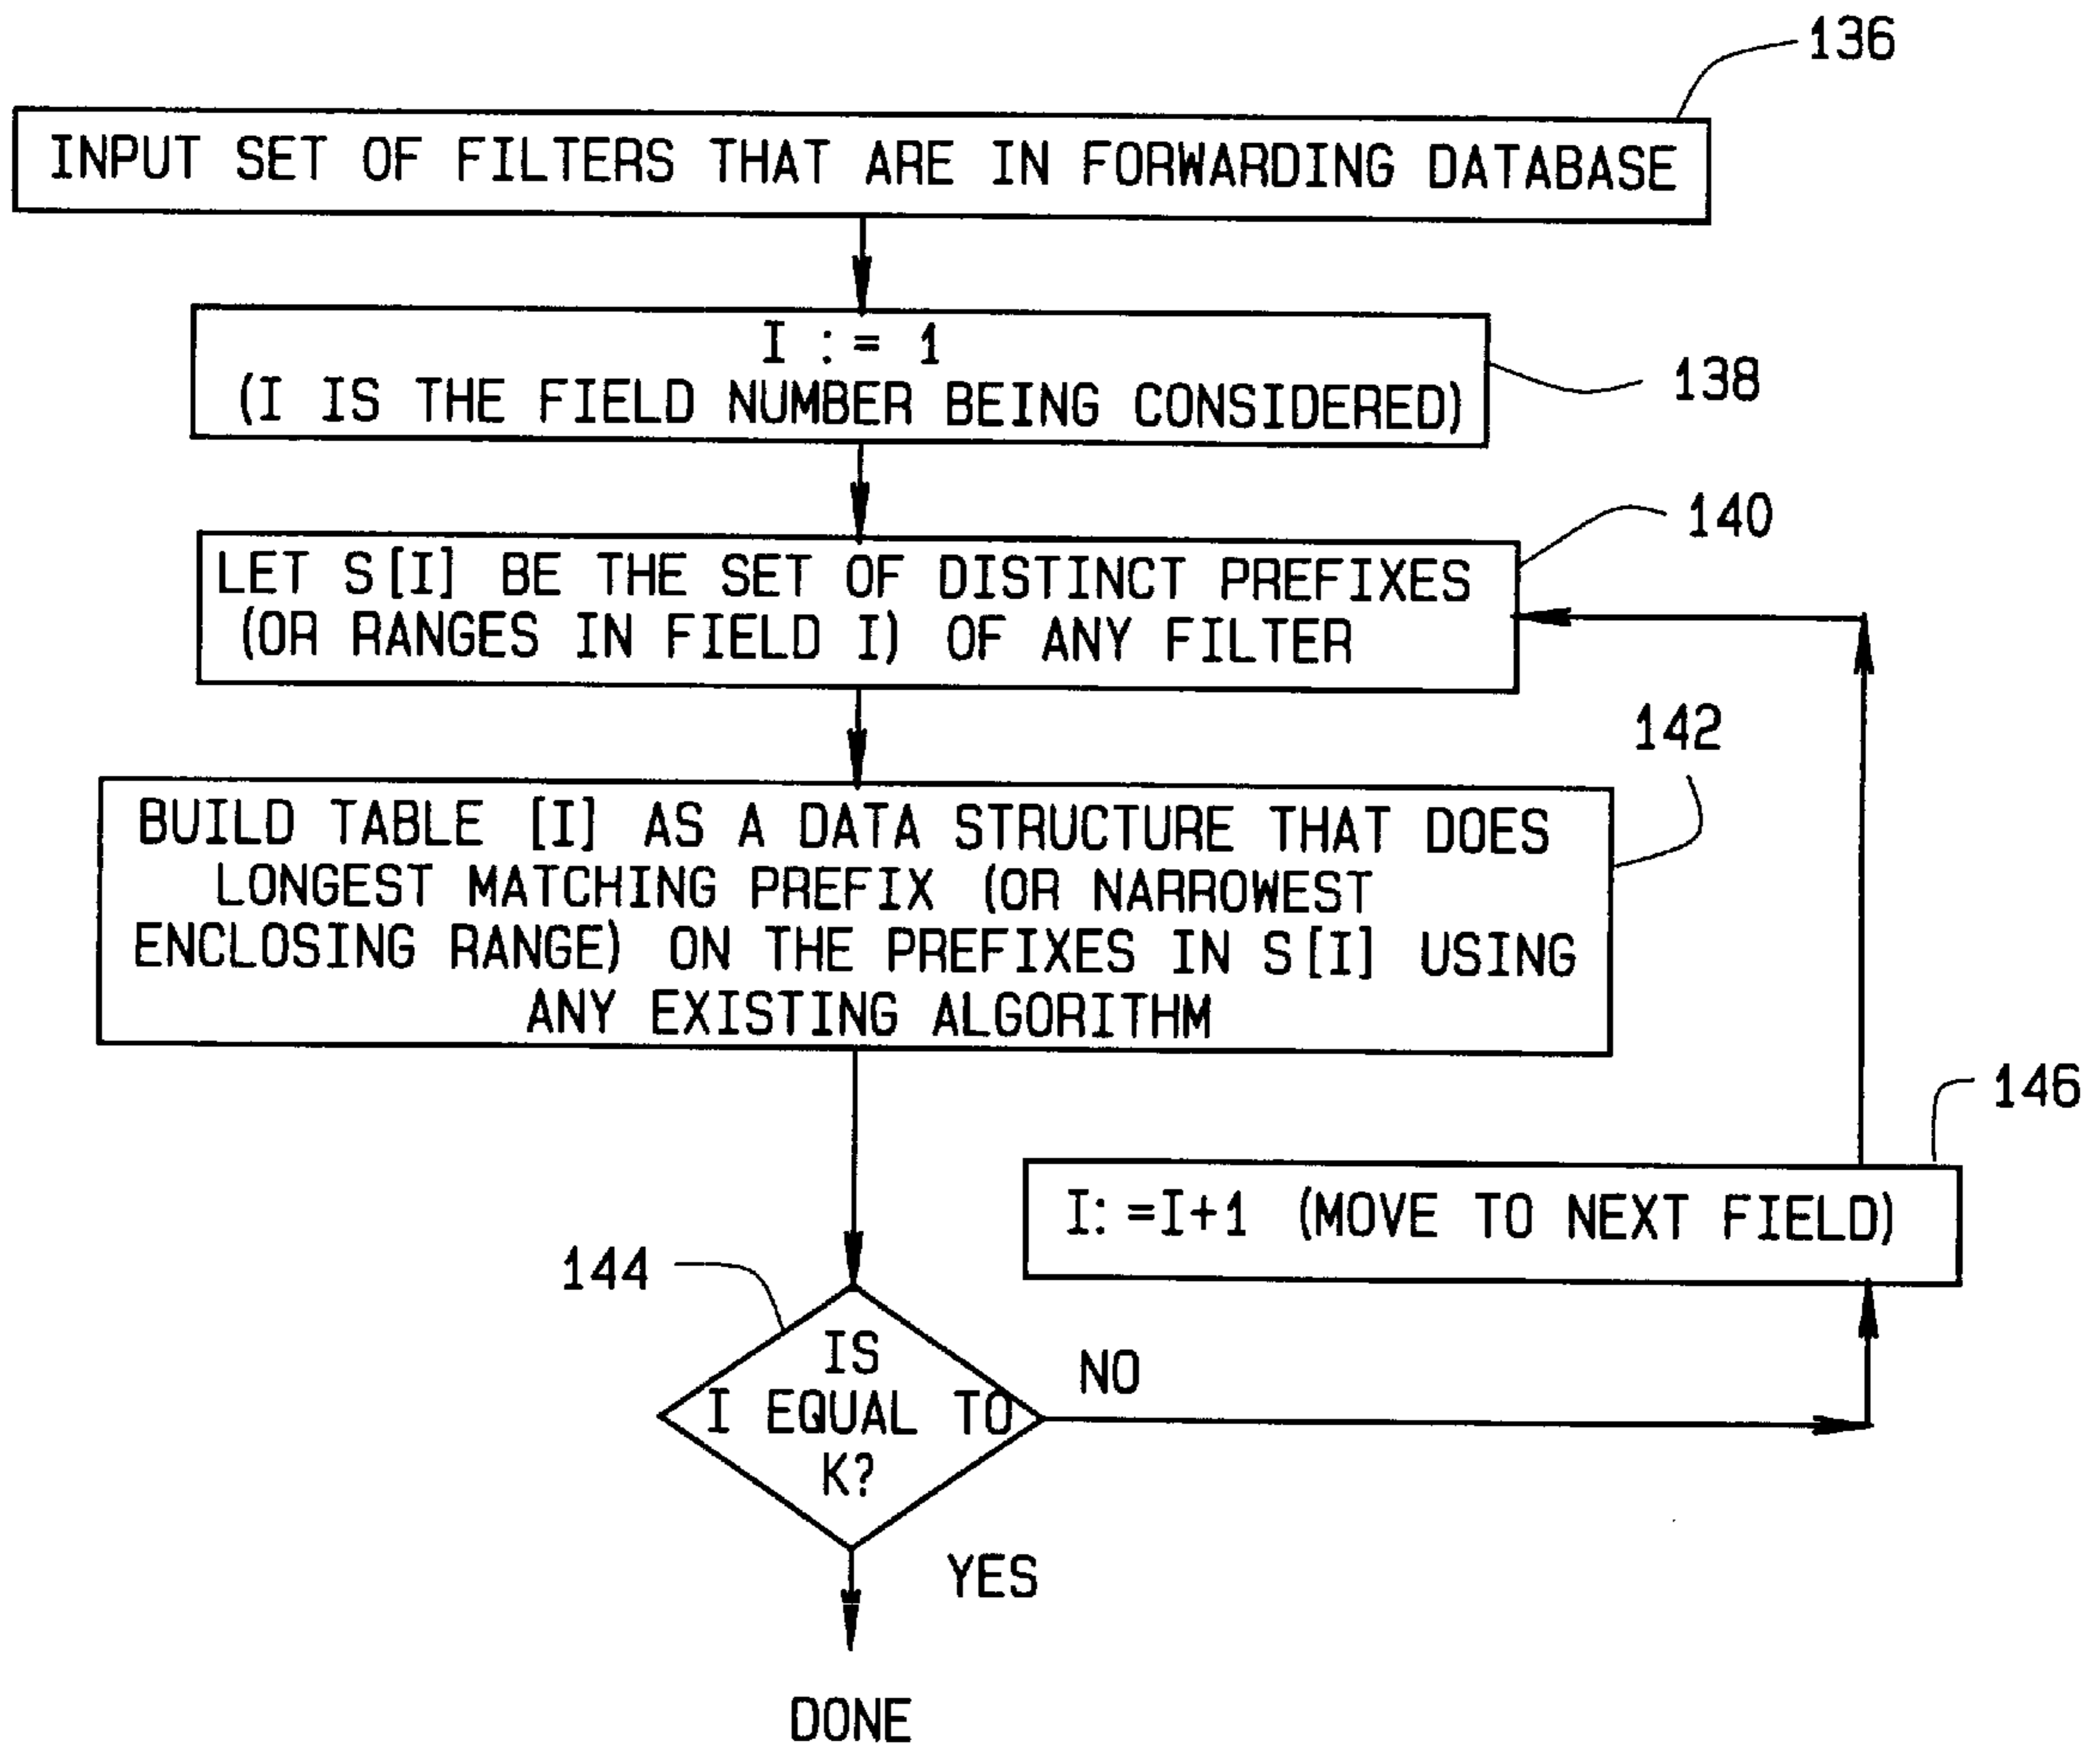 136
INPUT SET OF FILTERS THAT ARE IN FORWARDING DATABASE
I := 1
(I IS THE FIELD NUMBER BEING CONSIDERED)
138
140
LET S[I] BE THE SET OF DISTINCT PREFIXES
(OR RANGES IN FIELD I) OF ANY FILTER
142
BUILD TABLE [I] AS A DATA STRUCTURE THAT DOES
LONGEST MATCHING PREFIX (OR NARROWEST
ENCLOSING RANGE) ON THE PREFIXES IN S[I] USING
ANY EXISTING ALGORITHM
146
I:=I+1 (MOVE TO NEXT FIELD)
144
IS
I EQUAL TO
K?
NO
YES
DONE